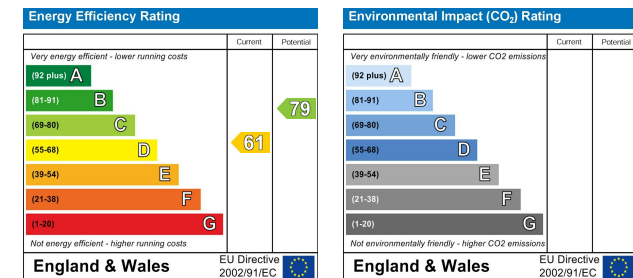 Energy Efficiency Rating
Current Potential
Very energy efficient - lower running costs
(92 plus) A
(81-91) B
(69-80) C
(55-68) D
(39-54) E
(21-38) F
(1-20) G
61
79
Not energy efficient - higher running costs
England & Wales
EU Directive
2002/91/EC
Environmental Impact (CO₂) Rating
Current Potential
Very environmentally friendly - lower CO2 emissions
(92 plus) A
(81-91) B
(69-80) C
(55-68) D
(39-54) E
(21-38) F
(1-20) G
Not environmentally friendly - higher CO2 emissions
England & Wales
EU Directive
2002/91/EC